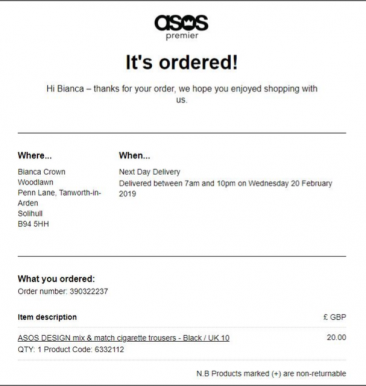 asos
premier
It's ordered!
Hi Bianca – thanks for your order, we hope you enjoyed shopping with
us.
Where...
When...
Bianca Crown
Next Day Delivery
Woodlawn
Delivered between 7am and 10pm on Wednesday 20 February
Penn Lane, Tanworth-in-
2019
Arden
Solihull
B94 5HH
What you ordered:
Order number: 390322237
Item description £ GBP
ASOS DESIGN mix & match cigarette trousers - Black / UK 10 20.00
QTY: 1 Product Code: 6332112
N.B Products marked (+) are non-returnable